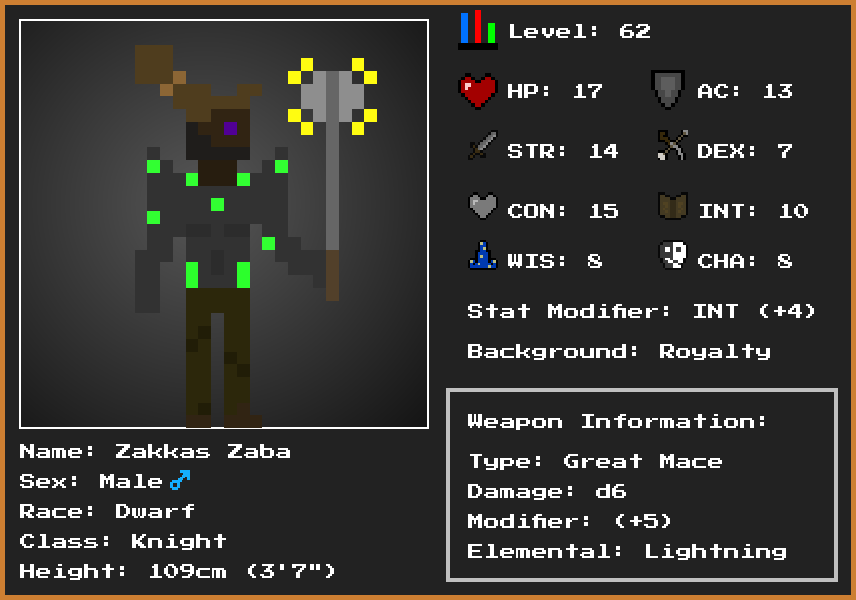 Level: 62
HP: 17 AC: 13
STR: 14 DEX: 7
CON: 15 INT: 10
WIS: 8 CHA: 8
Stat Modifier: INT (+4)
Background: Royalty
Weapon Information:
Type: Great Mace
Damage: d6
Modifier: (+5)
Elemental: Lightning
Name: Zakkas Zaba
Sex: Male♂
Race: Dwarf
Class: Knight
Height: 109cm (3'7")